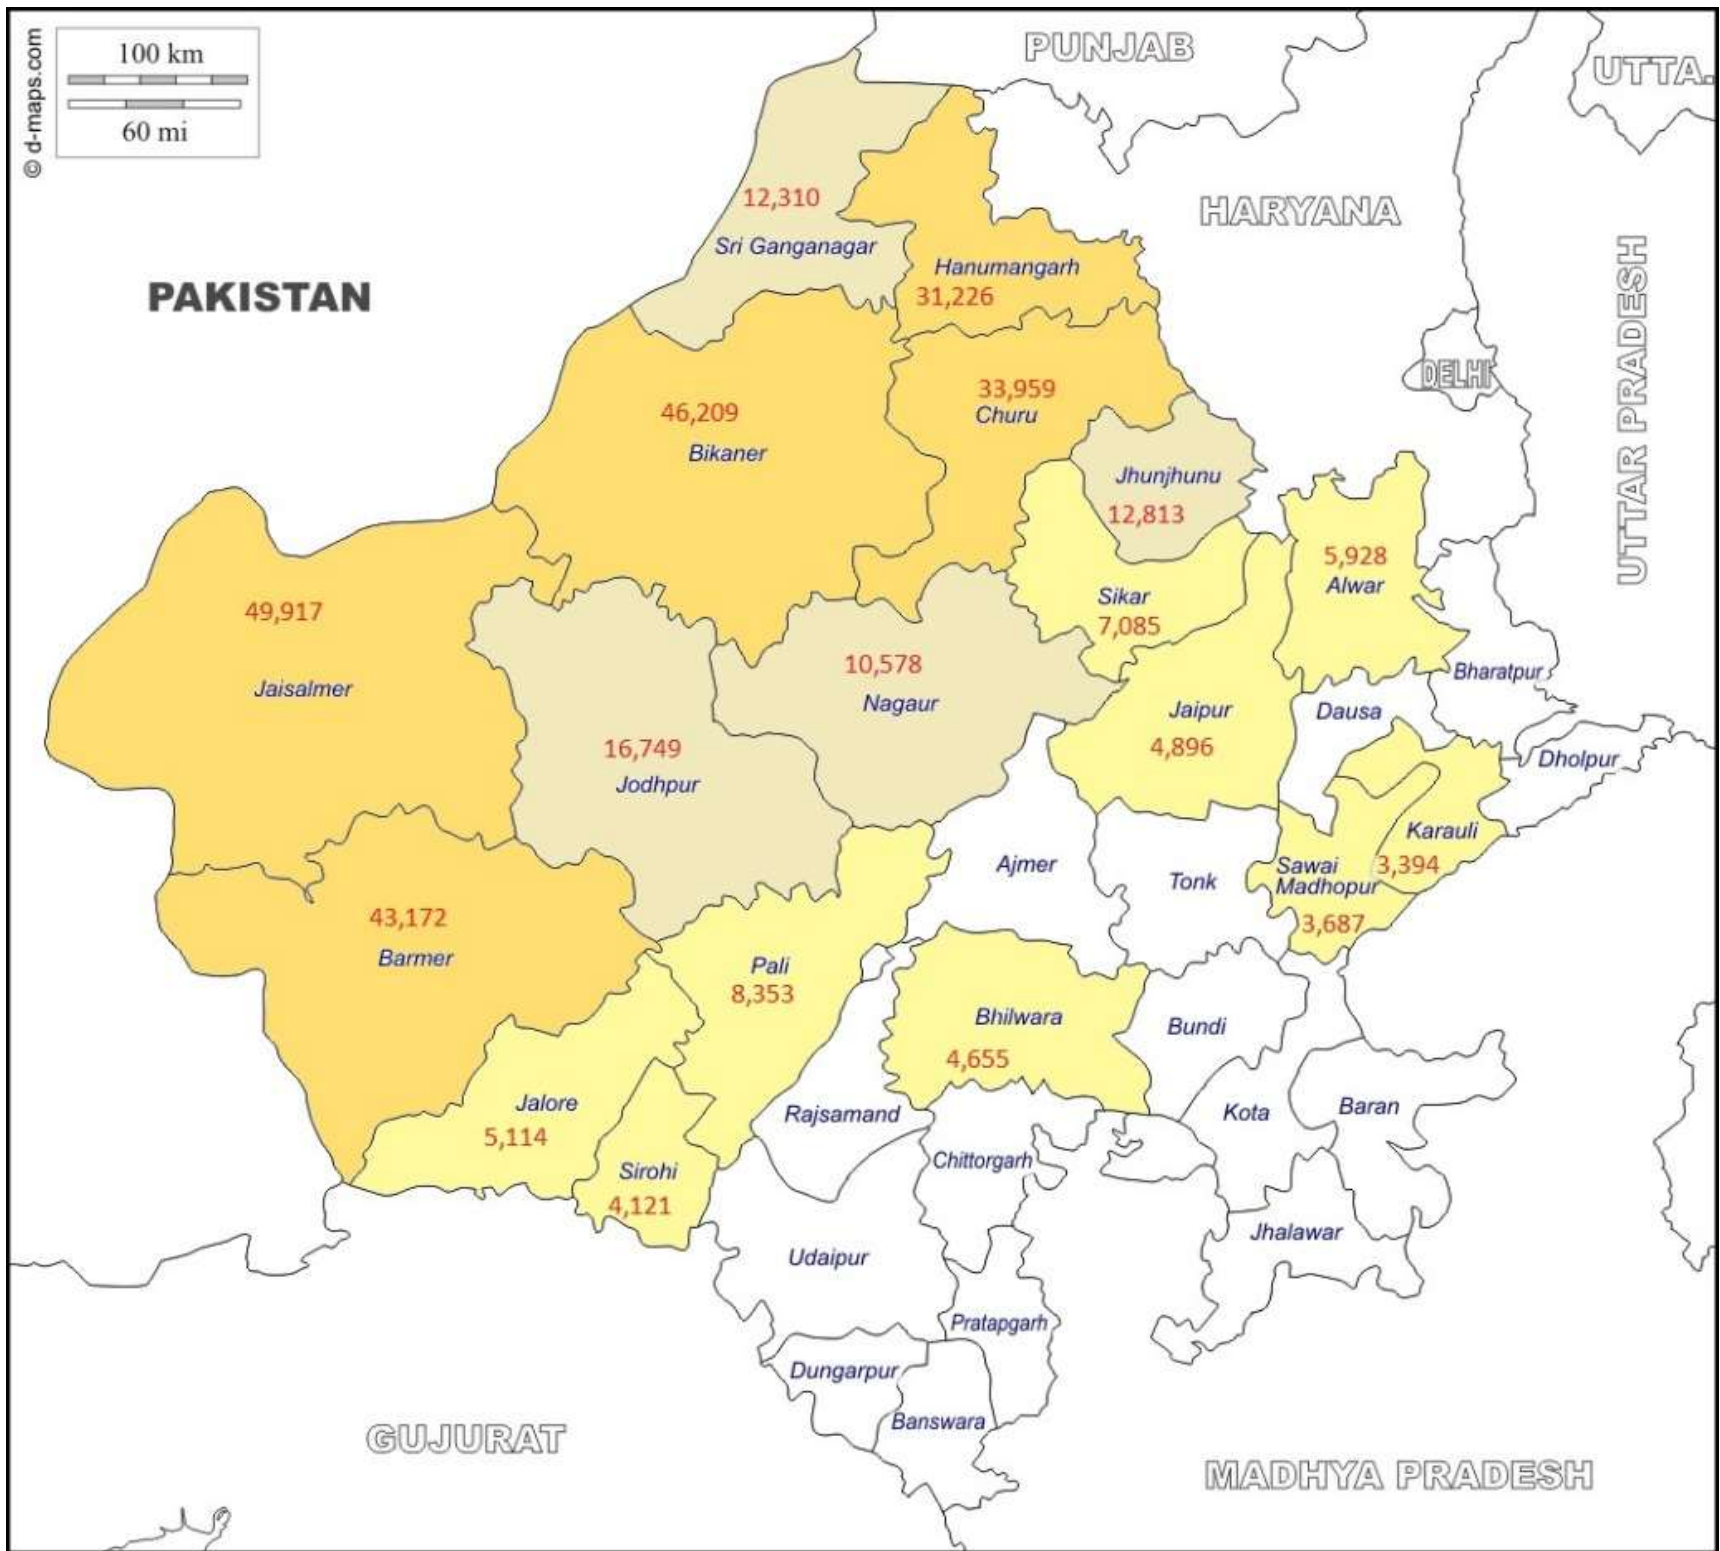 © d-maps.com
100 km
60 mi
PUNJAB
UTTA.
12,310
Sri Ganganagar
HARYANA
PAKISTAN
Hanumangarh
31,226
UTTAR PRADESH
DELHI
46,209
Bikaner
33,959
Churu
Jhunjhunu
12,813
5,928
Alwar
49,917
Jaisalmer
Sikar
7,085
10,578
Nagaur
Bharatpur
Jaipur
4,896
Dausa
16,749
Jodhpur
Dholpur
Karauli
3,394
Ajmer
Tonk
Sawai
Madhopur
3,687
43,172
Barmer
Pali
8,353
Bhilwara
4,655
Bundi
Jalore
5,114
Rajsamand
Kota
Baran
Sirohi
4,121
Chittorgarh
Udaipur
Jhalawar
Pratapgarh
Dungarpur
Banswara
GUJURAT
MADHYA PRADESH